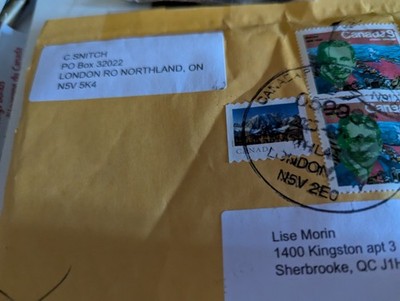 C.SNITCH
PO Box 32022
LONDON RO NORTHLAND, ON
N5V 5K4
Canada
CANADA
LONDON
N5V 2E0
Lise Morin
1400 Kingston apt 3
Sherbrooke, QC J1H